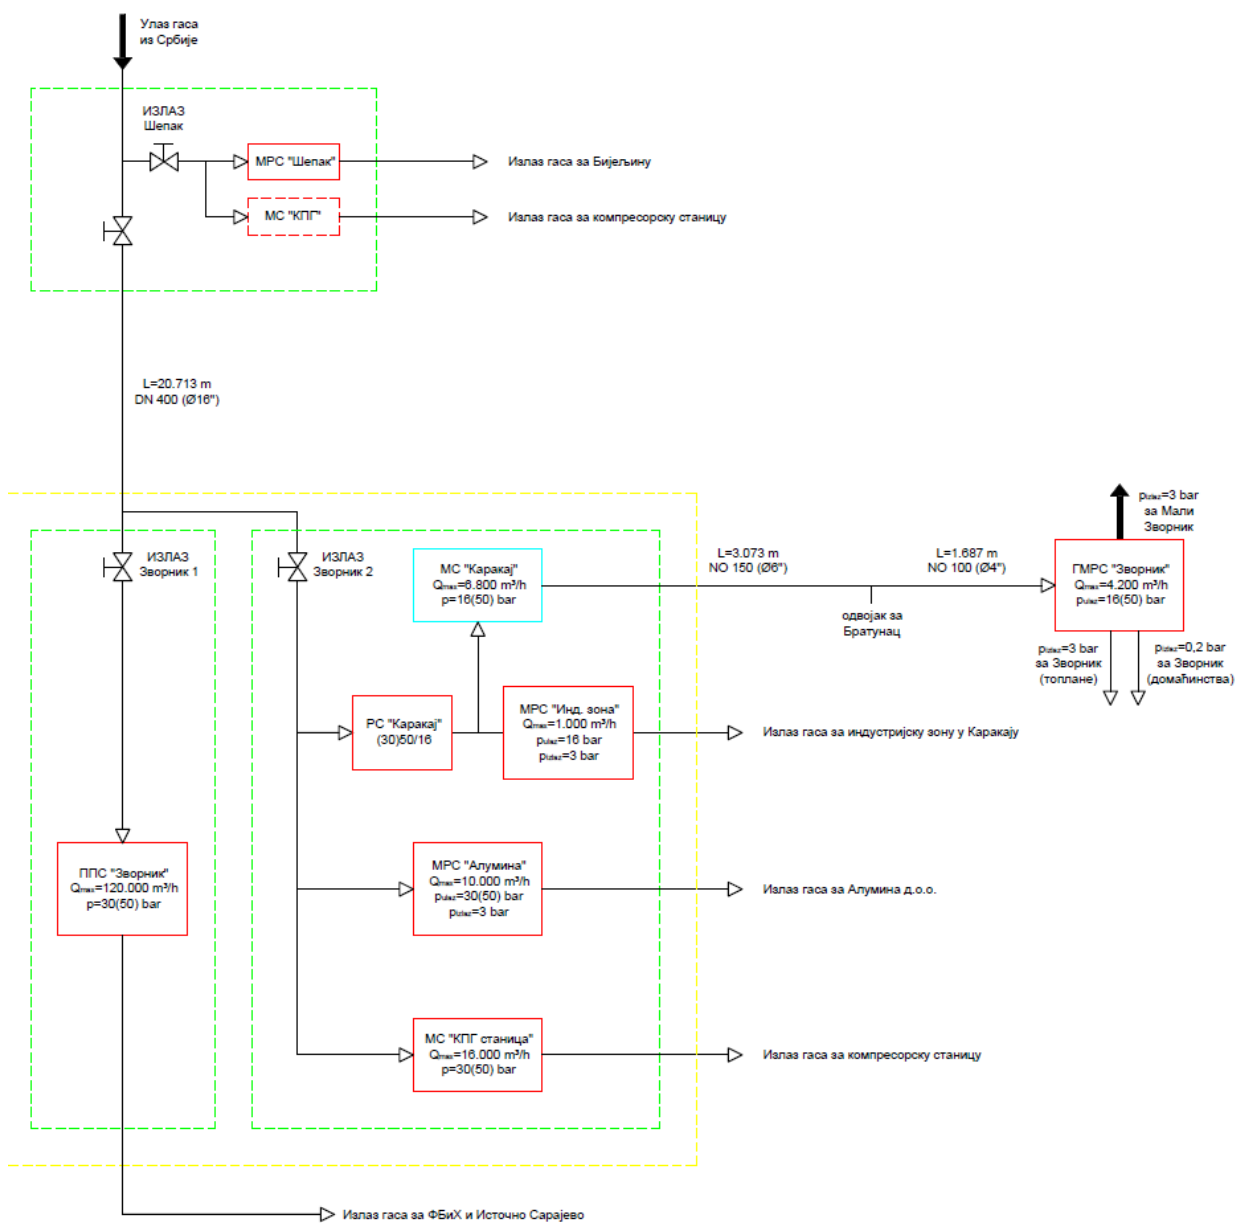 Улаз гаса
из Србије
ИЗЛАЗ
Шепак
МРС "Шепак"
Излаз гаса за Бијељину
МС "КПГ"
Излаз гаса за компресорску станицу
L=20.713 m
DN 400 (Ø16")
ИЗЛАЗ
Зворник 1
ИЗЛАЗ
Зворник 2
МС "Каракај"
Qmax=6.800 m³/h
p=16(50) bar
L=3.073 m
NO 150 (Ø6")
одвојак за
Братунац
L=1.687 m
NO 100 (Ø4")
pizlaz=3 bar
за Мали
Зворник
ГМРС "Зворник"
Qmax=4.200 m³/h
pulaz=16(50) bar
pizlaz=3 bar
за Зворник
(топлане)
pizlaz=0,2 bar
за Зворник
(домаћинства)
РС "Каракај"
(30)50/16
МРС "Инд. зона"
Qmax=1.000 m³/h
pulaz=16 bar
pizlaz=3 bar
Излаз гаса за индустријску зону у Каракају
ППС "Зворник"
Qmax=120.000 m³/h
p=30(50) bar
МРС "Алумина"
Qmax=10.000 m³/h
pulaz=30(50) bar
pizlaz=3 bar
Излаз гаса за Алумина д.о.о.
МС "КПГ станица"
Qmax=16.000 m³/h
p=30(50) bar
Излаз гаса за компресорску станицу
Излаз гаса за ФБиХ и Источно Сарајево